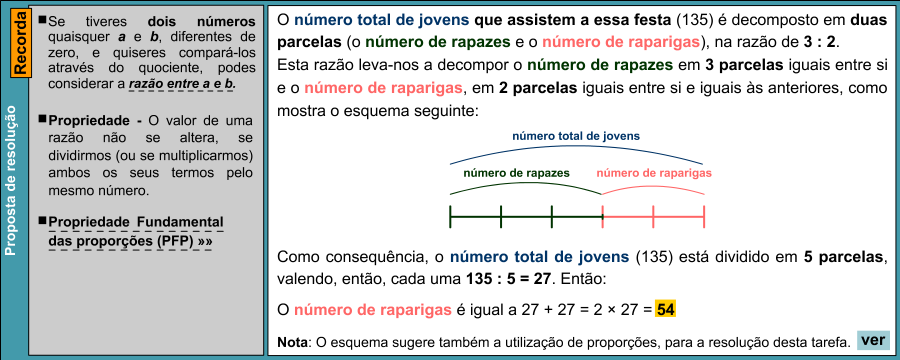 Proposta de resolução
Recorda
■Se tiveres dois números
quaisquer a e b, diferentes de
zero, e quiseres compará-los
através do quociente, podes
considerar a razão entre a e b.
■Propriedade - O valor de uma
razão não se altera, se
dividirmos (ou se multiplicarmos)
ambos os seus termos pelo
mesmo número.
■Propriedade Fundamental
das proporções (PFP) »»
O número total de jovens que assistem a essa festa (135) é decomposto em duas
parcelas (o número de rapazes e o número de raparigas), na razão de 3 : 2.
Esta razão leva-nos a decompor o número de rapazes em 3 parcelas iguais entre si
e o número de raparigas, em 2 parcelas iguais entre si e iguais às anteriores, como
mostra o esquema seguinte:
número total de jovens
número de rapazes número de raparigas
Como consequência, o número total de jovens (135) está dividido em 5 parcelas,
valendo, então, cada uma 135 : 5 = 27. Então:
O número de raparigas é igual a 27 + 27 = 2 × 27 = 54
Nota: O esquema sugere também a utilização de proporções, para a resolução desta tarefa. ver